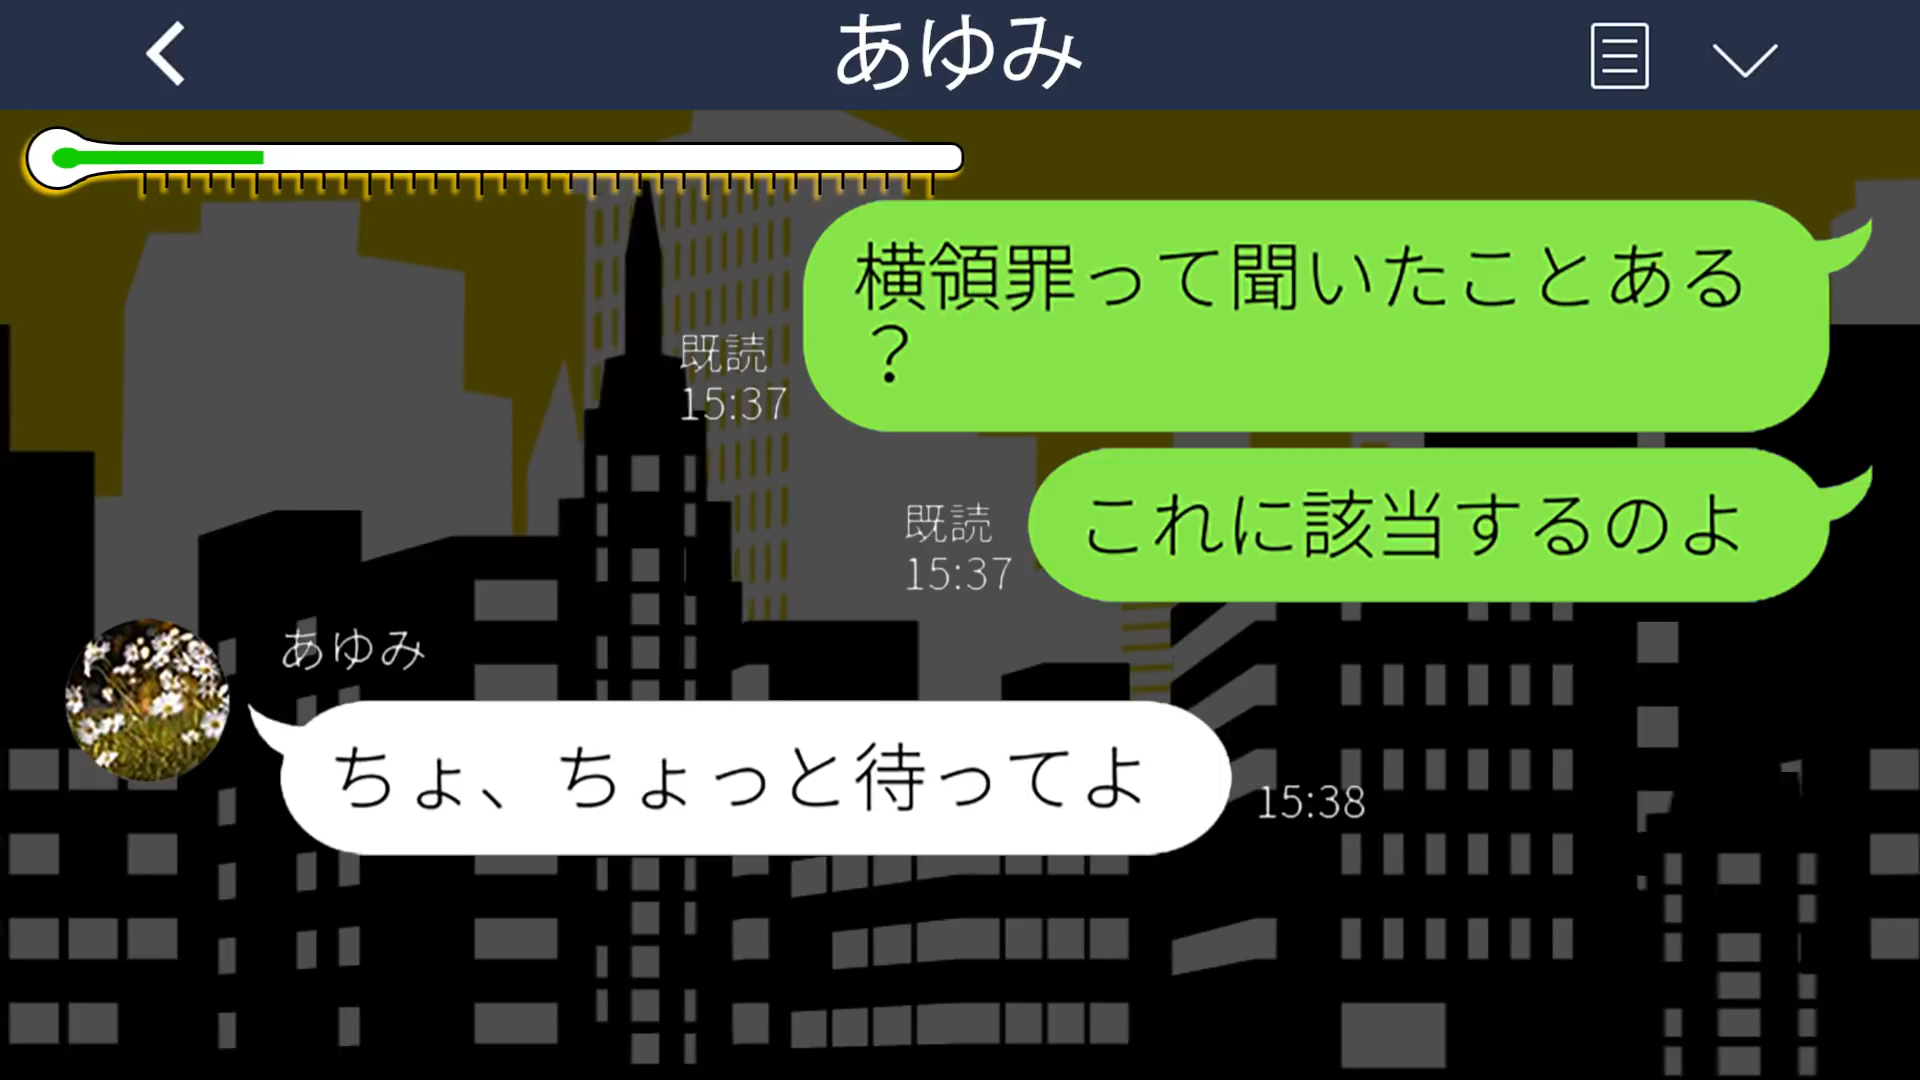 あゆみ
横領罪って聞いたことある
？
既読
15:37
これに該当するのよ
既読
15:37
あゆみ
ちょ、ちょっと待ってよ
15:38